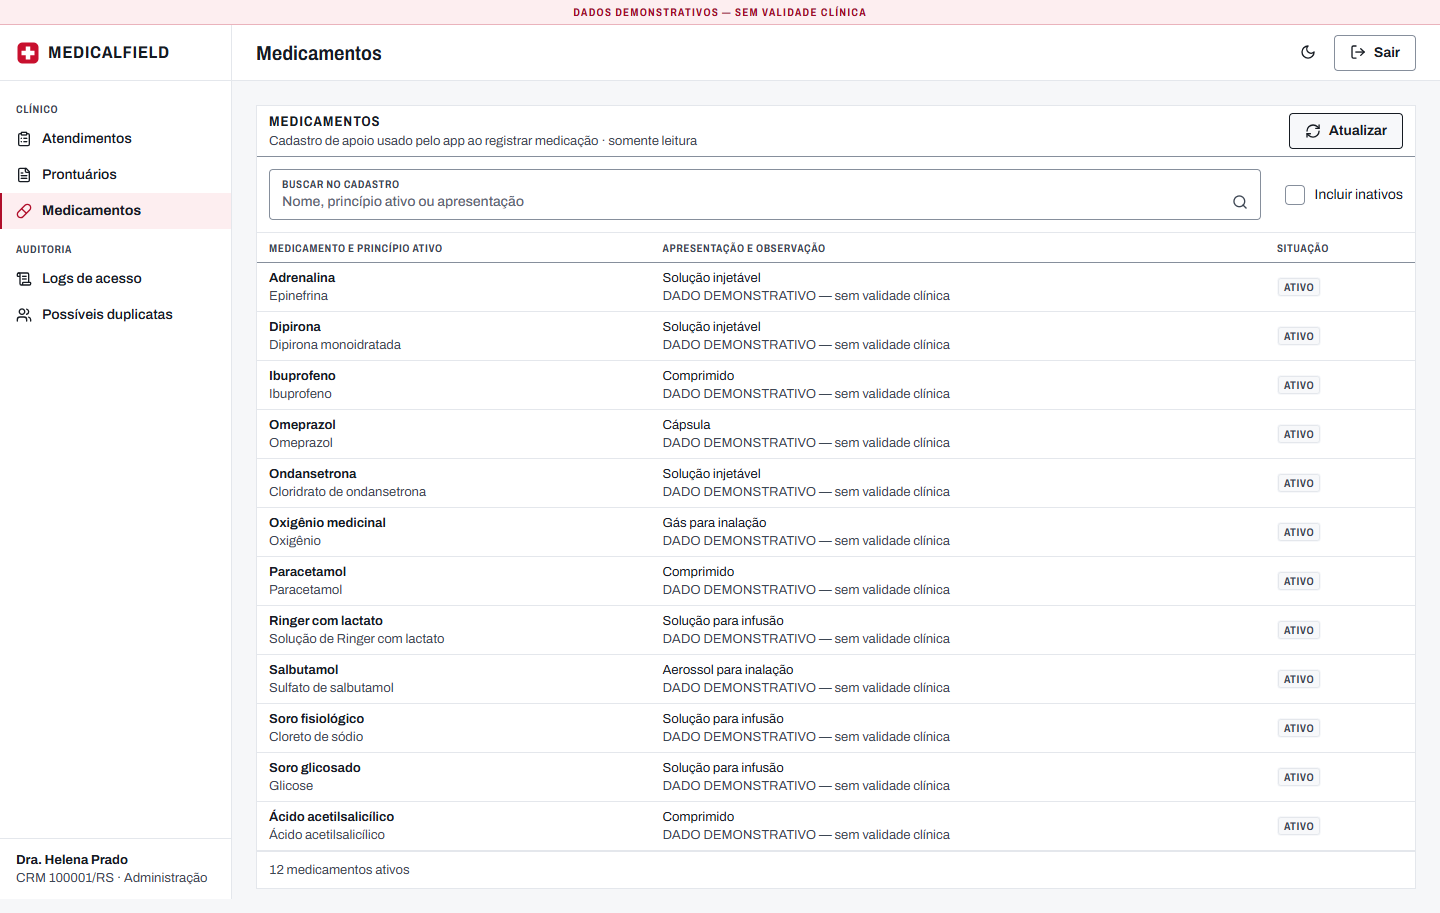 DADOS DEMONSTRATIVOS — SEM VALIDADE CLÍNICA
MEDICALFIELD
Medicamentos
Sair
CLÍNICO
Atendimentos
Prontuários
Medicamentos
AUDITORIA
Logs de acesso
Possíveis duplicatas
Dra. Helena Prado
CRM 100001/RS · Administração
MEDICAMENTOS
Cadastro de apoio usado pelo app ao registrar medicação · somente leitura
Atualizar
BUSCAR NO CADASTRO
Nome, princípio ativo ou apresentação
Incluir inativos
MEDICAMENTO E PRINCÍPIO ATIVO APRESENTAÇÃO E OBSERVAÇÃO SITUAÇÃO
Adrenalina Solução injetável
Epinefrina DADO DEMONSTRATIVO — sem validade clínica
ATIVO
Dipirona Solução injetável
Dipirona monoidratada DADO DEMONSTRATIVO — sem validade clínica
ATIVO
Ibuprofeno Comprimido
Ibuprofeno DADO DEMONSTRATIVO — sem validade clínica
ATIVO
Omeprazol Cápsula
Omeprazol DADO DEMONSTRATIVO — sem validade clínica
ATIVO
Ondansetrona Solução injetável
Cloridrato de ondansetrona DADO DEMONSTRATIVO — sem validade clínica
ATIVO
Oxigênio medicinal Gás para inalação
Oxigênio DADO DEMONSTRATIVO — sem validade clínica
ATIVO
Paracetamol Comprimido
Paracetamol DADO DEMONSTRATIVO — sem validade clínica
ATIVO
Ringer com lactato Solução para infusão
Solução de Ringer com lactato DADO DEMONSTRATIVO — sem validade clínica
ATIVO
Salbutamol Aerossol para inalação
Sulfato de salbutamol DADO DEMONSTRATIVO — sem validade clínica
ATIVO
Soro fisiológico Solução para infusão
Cloreto de sódio DADO DEMONSTRATIVO — sem validade clínica
ATIVO
Soro glicosado Solução para infusão
Glicose DADO DEMONSTRATIVO — sem validade clínica
ATIVO
Ácido acetilsalicílico Comprimido
Ácido acetilsalicílico DADO DEMONSTRATIVO — sem validade clínica
ATIVO
12 medicamentos ativos